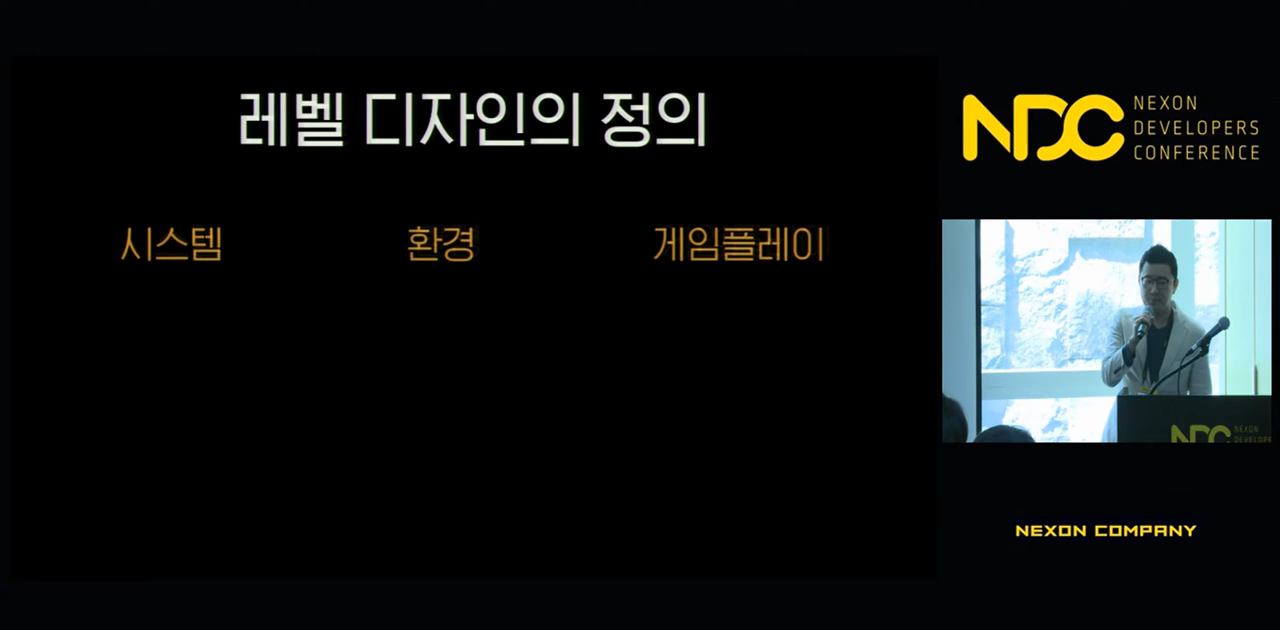 레벨 디자인의 정의
시스템
환경
게임플레이
NDC
NEXON
DEVELOPERS
CONFERENCE
NDC
NEXON COMPANY